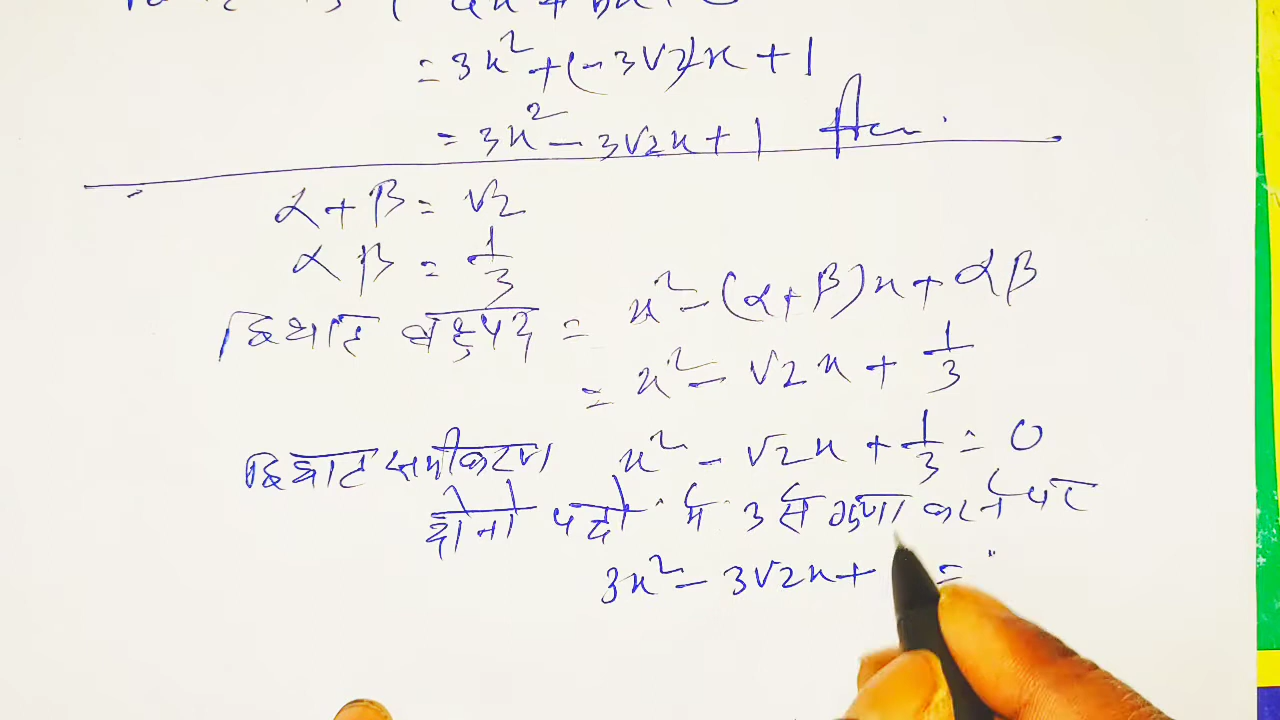 = 3x² + (-3√2)x + 1
= 3x² - 3√2x + 1 Ans.
α + β = √2
αβ = 1/3
द्विघात बहुपद = x² - (α+β)x + αβ
= x² - √2x + 1/3
द्विघात समीकरण x² - √2x + 1/3 = 0
दोनो पदो में 3 से गुणा करने पर
3x² - 3√2x + =